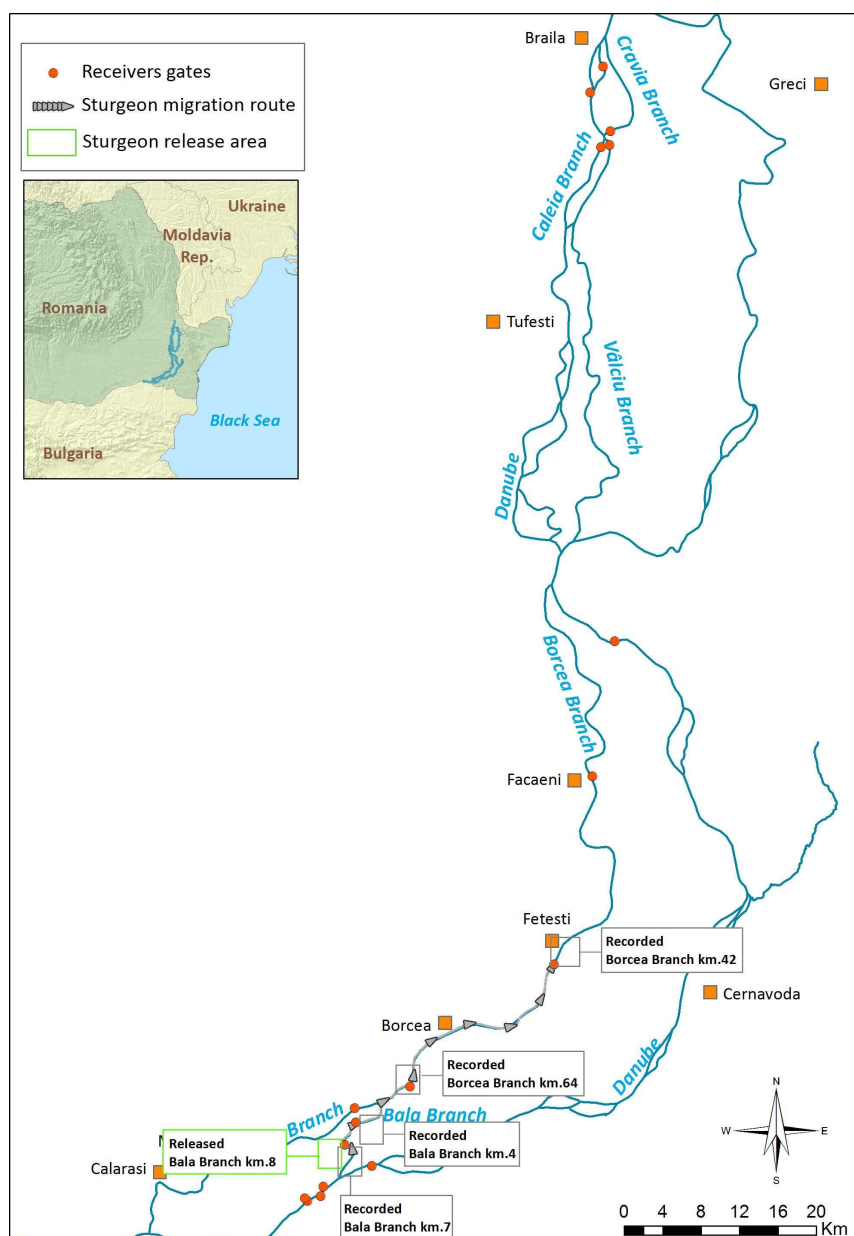 Receivers gates
Sturgeon migration route
Sturgeon release area
Ukraine
Moldavia
Rep.
Romania
Black Sea
Bulgaria
Braila
Cravia Branch
Greci
Caleia Branch
Tufesti
Vâlciu Branch
Danube
Borcea Branch
Facaeni
Fetesti
Recorded
Borcea Branch km.42
Cernavoda
Borcea
Danube
Recorded
Borcea Branch km.64
Branch
Bala Branch
Released
Bala Branch km.8
Recorded
Bala Branch km.4
Calarasi
Recorded
Bala Branch km.7
N
W E
S
0 2 4 8 12 16 20
Km